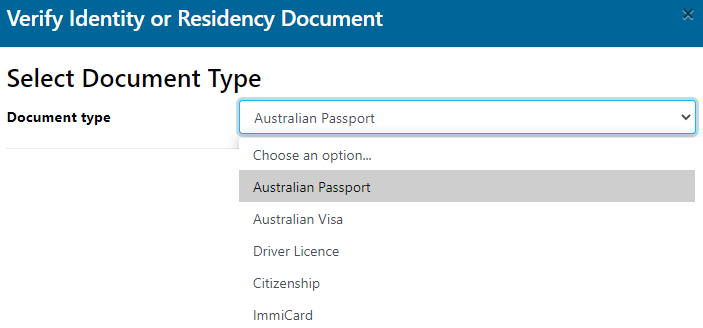 Verify Identity or Residency Document
Select Document Type
Document type
Australian Passport
Choose an option...
Australian Passport
Australian Visa
Driver Licence
Citizenship
ImmiCard